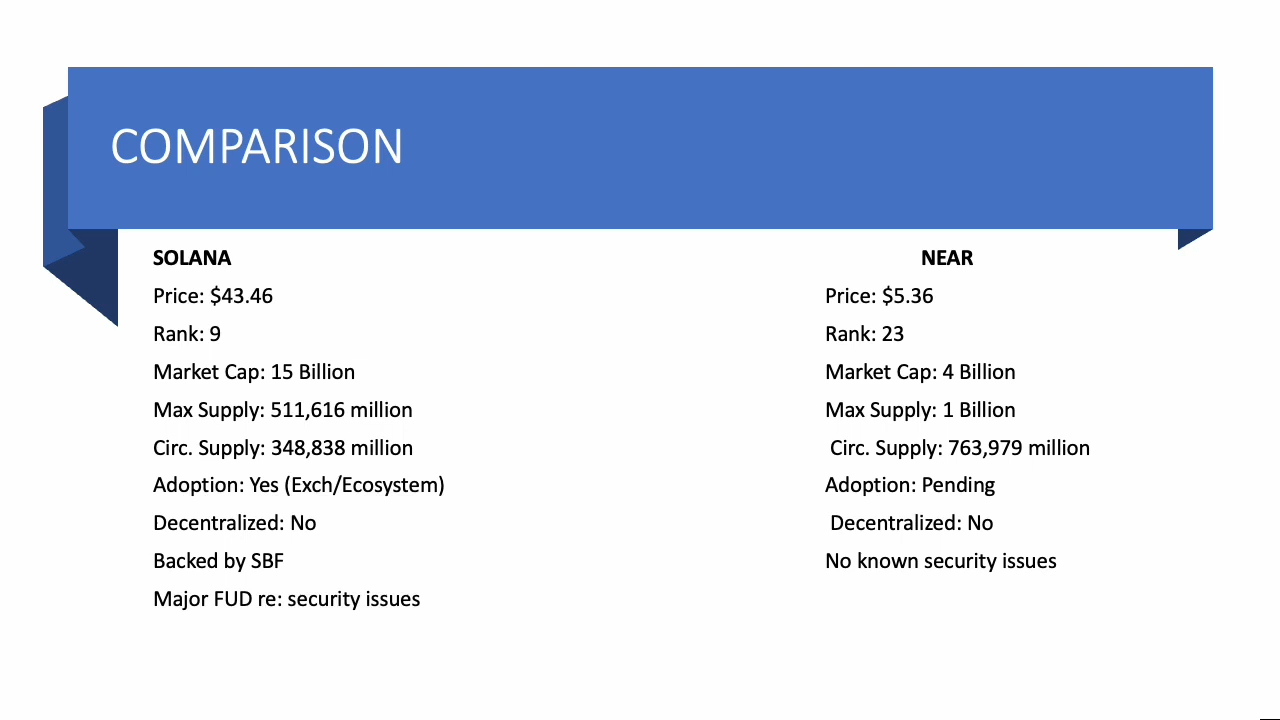 COMPARISON
SOLANA
Price: $43.46
Rank: 9
Market Cap: 15 Billion
Max Supply: 511,616 million
Circ. Supply: 348,838 million
Adoption: Yes (Exch/Ecosystem)
Decentralized: No
Backed by SBF
Major FUD re: security issues
NEAR
Price: $5.36
Rank: 23
Market Cap: 4 Billion
Max Supply: 1 Billion
Circ. Supply: 763,979 million
Adoption: Pending
Decentralized: No
No known security issues